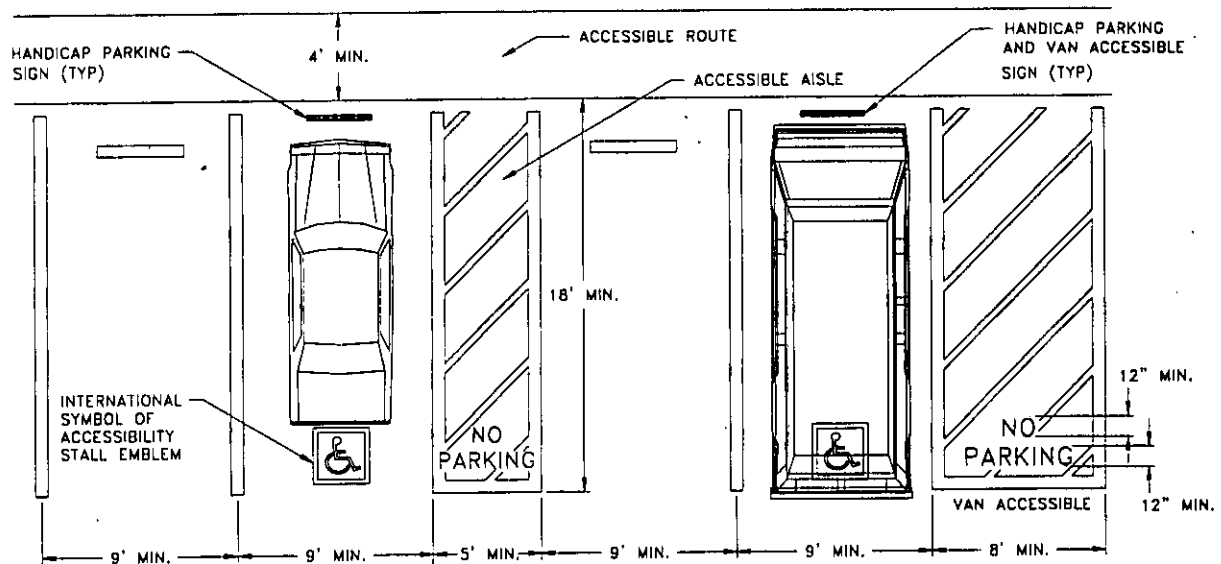 HANDICAP PARKING
SIGN (TYP)
4' MIN.
ACCESSIBLE ROUTE
ACCESSIBLE AISLE
HANDICAP PARKING
AND VAN ACCESSIBLE
SIGN (TYP)
18' MIN.
INTERNATIONAL
SYMBOL OF
ACCESSIBILITY
STALL EMBLEM
NO
PARKING
NO
PARKING
12" MIN.
12" MIN.
VAN ACCESSIBLE
9' MIN.
9' MIN.
5' MIN.
9' MIN.
9' MIN.
8' MIN.